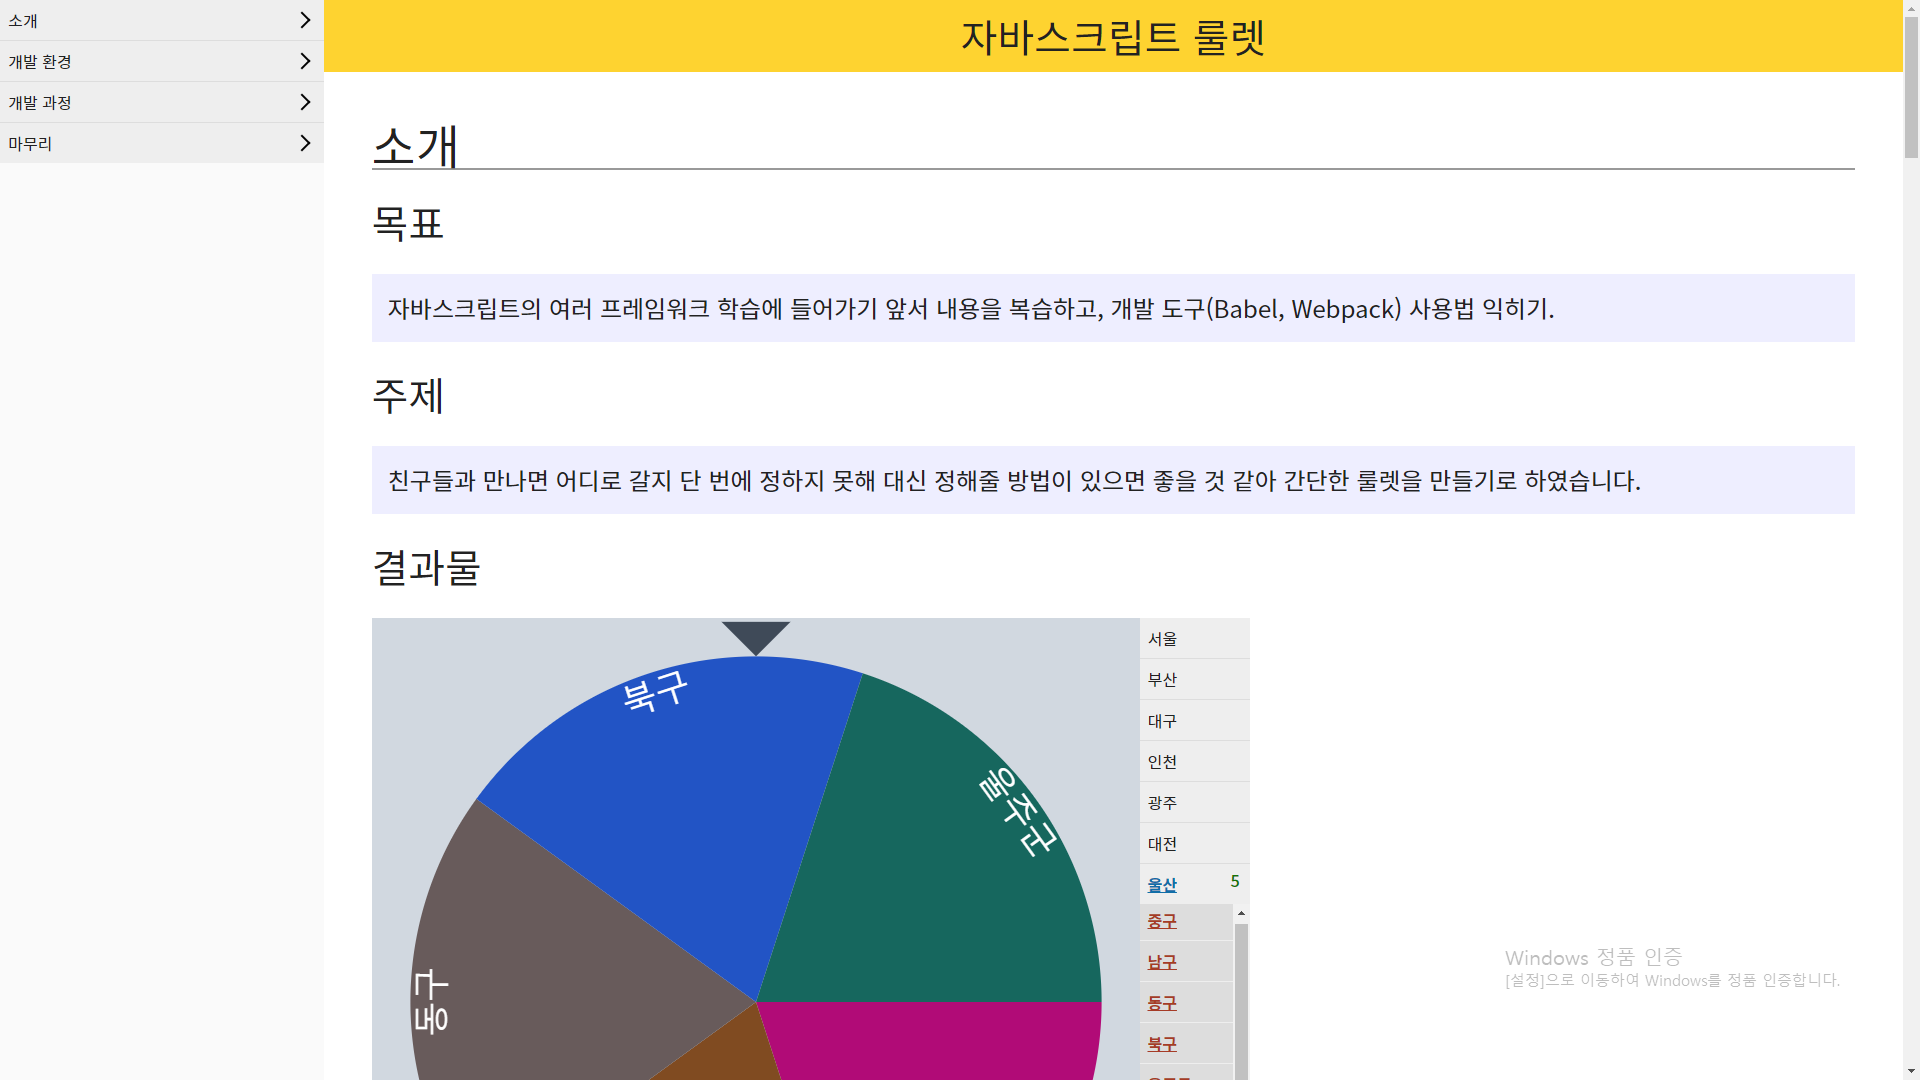 소개
개발 환경
개발 과정
마무리
자바스크립트 룰렛
소개
목표
자바스크립트의 여러 프레임워크 학습에 들어가기 앞서 내용을 복습하고, 개발 도구(Babel, Webpack) 사용법 익히기.
주제
친구들과 만나면 어디로 갈지 단 번에 정하지 못해 대신 정해줄 방법이 있으면 좋을 것 같아 간단한 룰렛을 만들기로 하였습니다.
결과물
북구
울주군
동구
서울
부산
대구
인천
광주
대전
울산 5
중구
남구
동구
북구
Windows 정품 인증
[설정]으로 이동하여 Windows를 정품 인증합니다.